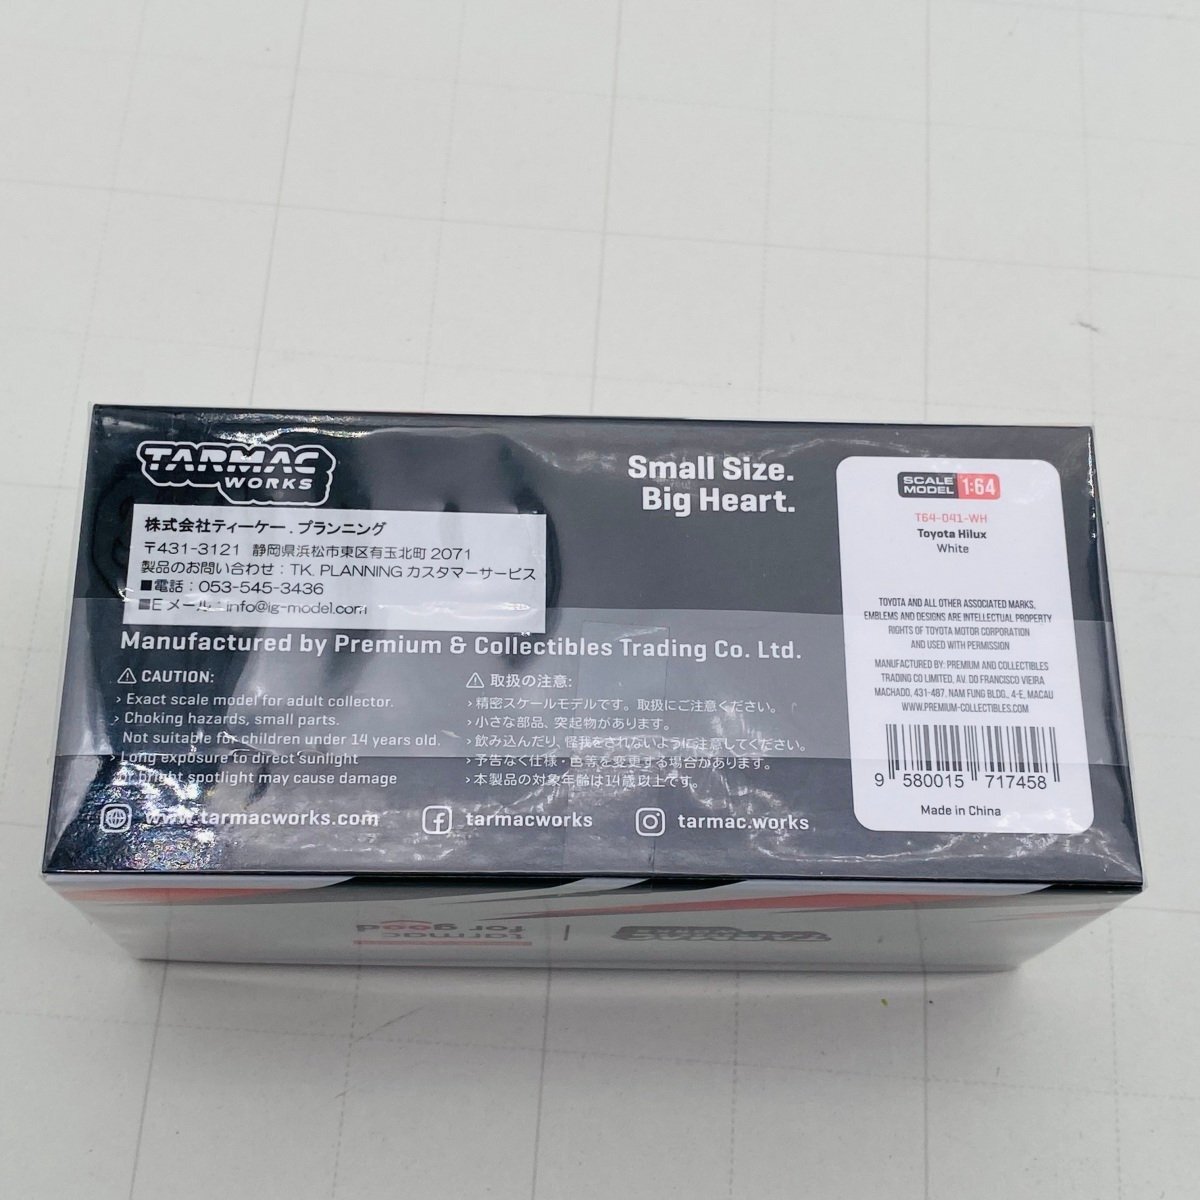 TARMAC
WORKS
株式会社ティーケー．プランニング
〒431-3121 静岡県浜松市東区有玉北町 2071
製品のお問い合わせ：TK. PLANNING カスタマーサービス
■電話：053-545-3436
■E メール：info@ig-model.com
Manufactured by Premium & Collectibles Trading Co. Ltd.
CAUTION:
› Exact scale model for adult collector.
› Choking hazards, small parts.
Not suitable for children under 14 years old.
› Long exposure to direct sunlight
or bright spotlight may cause damage
取扱の注意:
›精密スケールモデルです。取扱にご注意ください。
›小さな部品、突起物があります。
›飲み込んだり、怪我をされないように注意してください。
›予告なく仕様・色等を変更する場合があります。
›本製品の対象年齢は14歳以上です。
www.tarmacworks.com
tarmacworks
tarmac.works
Small Size.
Big Heart.
SCALE
MODEL 1:64
T64-041-WH
Toyota Hilux
White
TOYOTA AND ALL OTHER ASSOCIATED MARKS,
EMBLEMS AND DESIGNS ARE INTELLECTUAL PROPERTY
RIGHTS OF TOYOTA MOTOR CORPORATION
AND USED WITH PERMISSION
MANUFACTURED BY: PREMIUM AND COLLECTIBLES
TRADING CO LIMITED, AV. DO FRANCISCO VIEIRA
MACHADO, 431-487, NAM FUNG BLDG., 4-E, MACAU
WWW.PREMIUM-COLLECTIBLES.COM
9 580015 717458
Made in China
TARMAC
WORKS
tarmac
for good